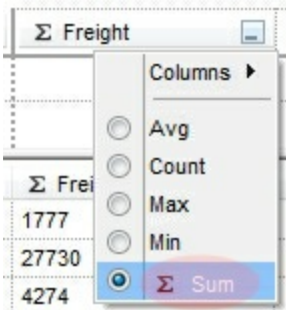 Σ Freight
Columns
Avg
Count
Σ Frei
Max
1777
Min
27730
Σ Sum
4274